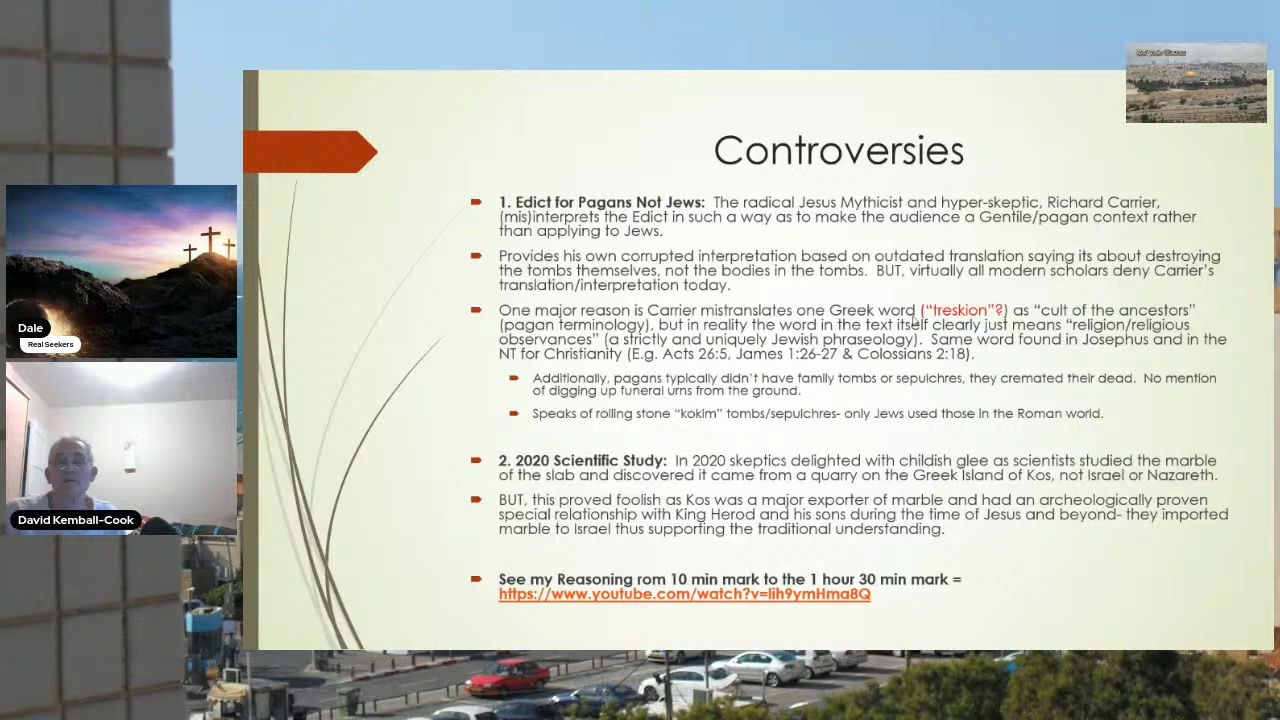 Controversies
1. Edict for Pagans Not Jews: The radical Jesus Mythicist and hyper-skeptic, Richard Carrier,
(mis)interprets the Edict in such a way as to make the audience a Gentile/pagan context rather
than applying to Jews.
Provides his own corrupted interpretation based on outdated translation saying its about destroying
the tombs themselves, not the bodies in the tombs. BUT, virtually all modern scholars deny Carrier's
translation/interpretation today.
One major reason is Carrier mistranslates one Greek word ("treskion"?) as "cult of the ancestors"
(pagan terminology), but in reality the word in the text itself clearly just means "religion/religious
observances" (a strictly and uniquely Jewish phraseology). Same word found in Josephus and in the
NT for Christianity (E.g. Acts 26:5, James 1:26-27 & Colossians 2:18).
Additionally, pagans typically didn't have family tombs or sepulchres, they cremated their dead. No mention
of digging up funeral urns from the ground.
Speaks of rolling stone "kokim" tombs/sepulchres- only Jews used those in the Roman world.
2. 2020 Scientific Study: In 2020 skeptics delighted with childish glee as scientists studied the marble
of the slab and discovered it came from a quarry on the Greek Island of Kos, not Israel or Nazareth.
BUT, this proved foolish as Kos was a major exporter of marble and had an archeologically proven
special relationship with King Herod and his sons during the time of Jesus and beyond- they imported
marble to Israel thus supporting the traditional understanding.
See my Reasoning rom 10 min mark to the 1 hour 30 min mark =
https://www.youtube.com/watch?v=Iih9ymHma8Q
Dale
Real Seekers
David Kemball-Cook